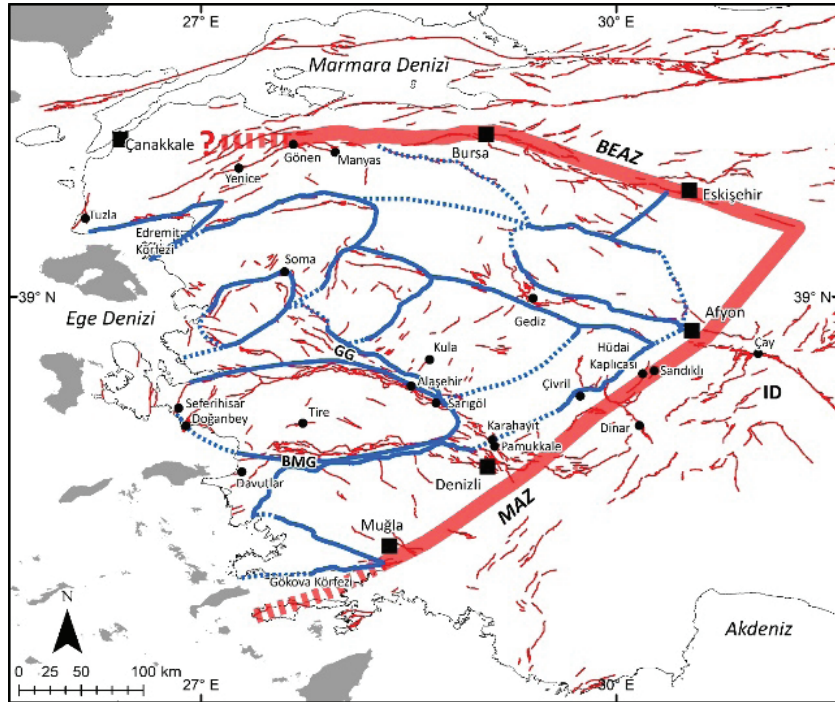 27° E
30° E
Marmara Denizi
Çanakkale
?
Gönen
Manyas
Bursa
BEAZ
Yenice
Eskişehir
Tuzla
Edremit
Körfezi
Soma
39° N
39° N
Ege Denizi
Gediz
Afyon
GG
Kula
Hüdai
Kaplıcası
Çay
Sandıklı
Alaşehir
Sarıgöl
Çivril
ID
Seferihisar
Doğanbey
Tire
Karahayıt
Pamukkale
Dinar
BMG
Davutlar
Denizli
MAZ
Muğla
Gökova Körfezi
N
Akdeniz
0 25 50 100 km
27° E
30° E